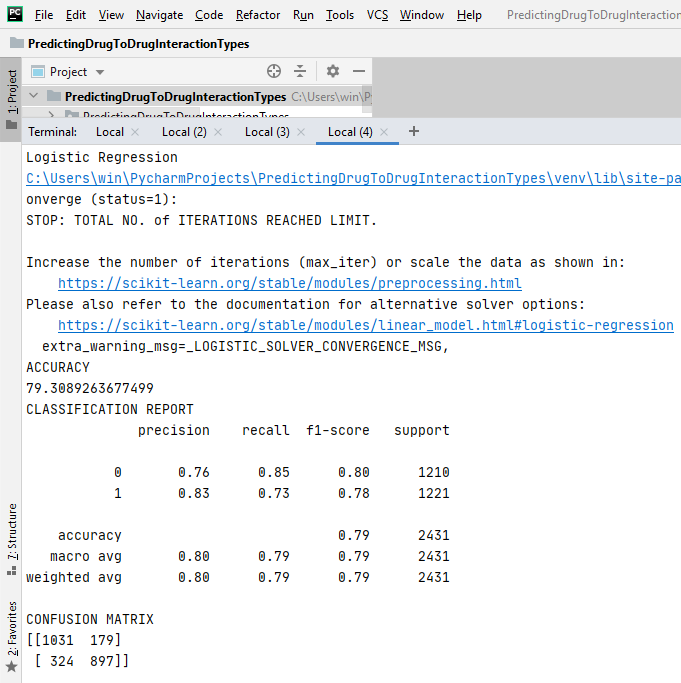 PC File Edit View Navigate Code Refactor Run Tools VCS Window Help PredictingDrugToDrugInteraction
PredictingDrugToDrugInteractionTypes
1: Project
Project
PredictingDrugToDrugInteractionTypes C:\Users\win\P
PredictingDrugToDrugInteractionTypes
Terminal: Local × Local (2) × Local (3) × Local (4) × +
Logistic Regression
C:\Users\win\PycharmProjects\PredictingDrugToDrugInteractionTypes\venv\lib\site-pa
onverge (status=1):
STOP: TOTAL NO. of ITERATIONS REACHED LIMIT.
Increase the number of iterations (max_iter) or scale the data as shown in:
https://scikit-learn.org/stable/modules/preprocessing.html
Please also refer to the documentation for alternative solver options:
https://scikit-learn.org/stable/modules/linear_model.html#logistic-regression
extra_warning_msg=_LOGISTIC_SOLVER_CONVERGENCE_MSG,
ACCURACY
79.3089263677499
CLASSIFICATION REPORT
precision recall f1-score support
0 0.76 0.85 0.80 1210
1 0.83 0.73 0.78 1221
accuracy 0.79 2431
macro avg 0.80 0.79 0.79 2431
weighted avg 0.80 0.79 0.79 2431
CONFUSION MATRIX
[[1031 179]
[ 324 897]]
7: Structure
2: Favorites